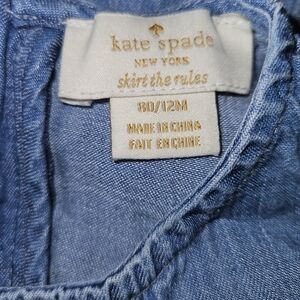 kate spade
NEW YORK
skirt the rules
80/12M
MADE IN CHINA
FAIT EN CHINE